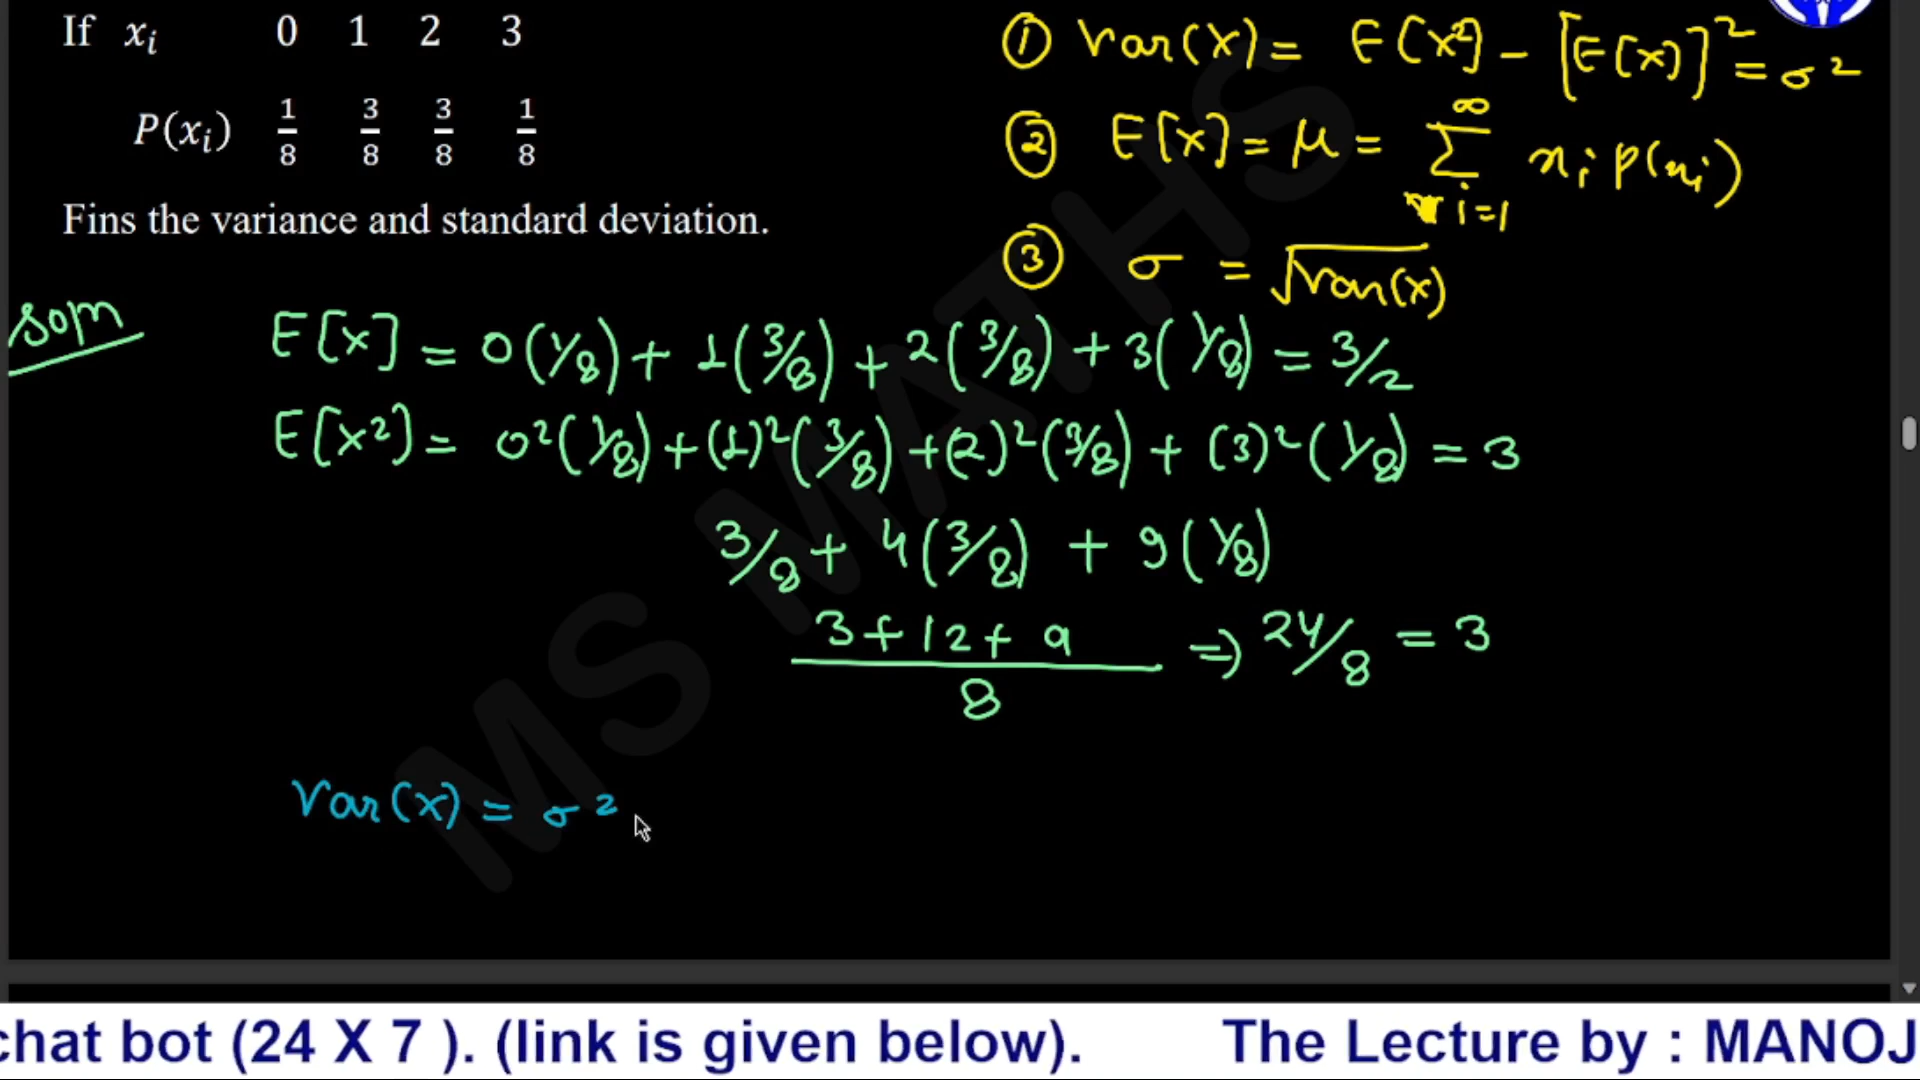 If xᵢ 0 1 2 3
P(xᵢ) 1/8 3/8 3/8 1/8
Fins the variance and standard deviation.
① Var(X) = E[X²] - [E[X]]² = σ²
② E[X] = μ = ∑ᵢ₌₁^∞ xᵢ p(xᵢ)
③ σ = √Var(x)
Soln
E[X] = 0(1/8) + 1(3/8) + 2(3/8) + 3(1/8) = 3/2
E[X²] = 0²(1/8) + (1)²(3/8) + (2)²(3/8) + (3)²(1/8) = 3
3/8 + 4(3/8) + 9(1/8)
3+12+9 / 8 ⇒ 24/8 = 3
Var(X) = σ²
MS MATHS
chat bot (24 X 7 ). (link is given below). The Lecture by : MANOJ